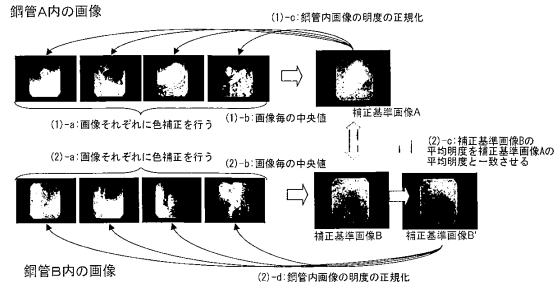 鋼管A内の画像
(1)-c:鋼管内画像の明度の正規化
(1)-a:画像それぞれに色補正を行う
(1)-b:画像毎の中央値
補正基準画像A
(2)-a:画像それぞれに色補正を行う
(2)-b:画像毎の中央値
(2)-c:補正基準画像Bの
平均明度を補正基準画像Aの
平均明度と一致させる
補正基準画像B
補正基準画像B'
鋼管B内の画像
(2)-d:鋼管内画像の明度の正規化